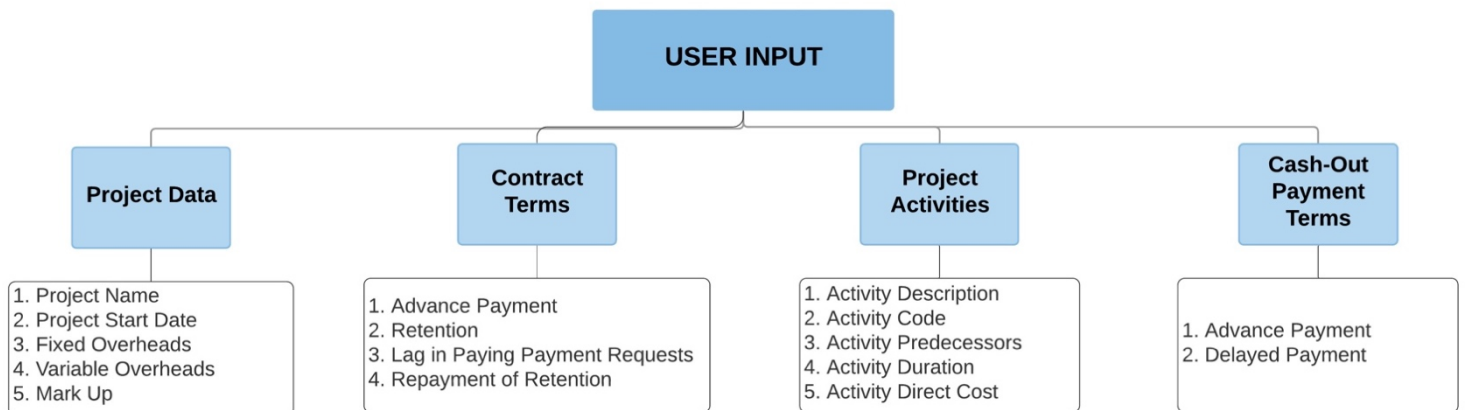 USER INPUT
Project Data
1. Project Name
2. Project Start Date
3. Fixed Overheads
4. Variable Overheads
5. Mark Up
Contract
Terms
1. Advance Payment
2. Retention
3. Lag in Paying Payment Requests
4. Repayment of Retention
Project
Activities
1. Activity Description
2. Activity Code
3. Activity Predecessors
4. Activity Duration
5. Activity Direct Cost
Cash-Out
Payment
Terms
1. Advance Payment
2. Delayed Payment